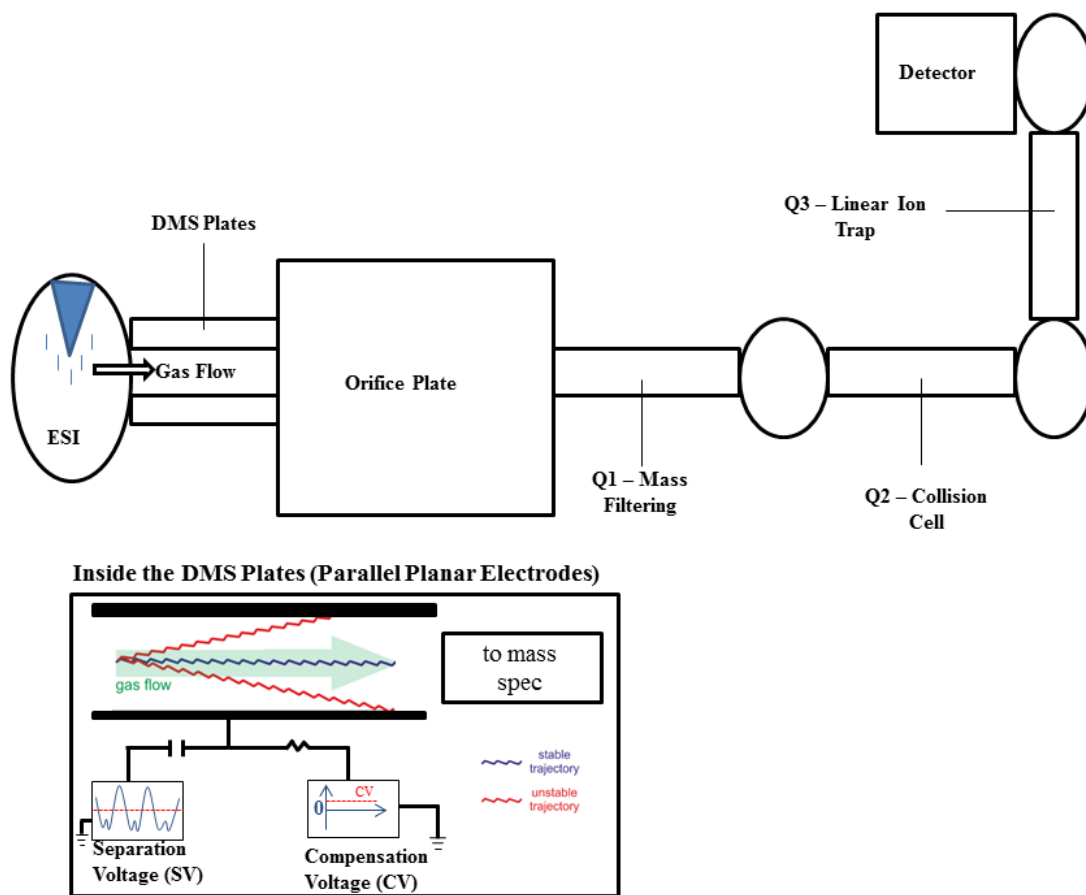 Detector
Q3 – Linear Ion
Trap
DMS Plates
Gas Flow
ESI
Orifice Plate
Q1 – Mass
Filtering
Q2 – Collision
Cell
Inside the DMS Plates (Parallel Planar Electrodes)
gas flow
to mass
spec
stable
trajectory
unstable
trajectory
CV
0
Separation
Voltage (SV)
Compensation
Voltage (CV)